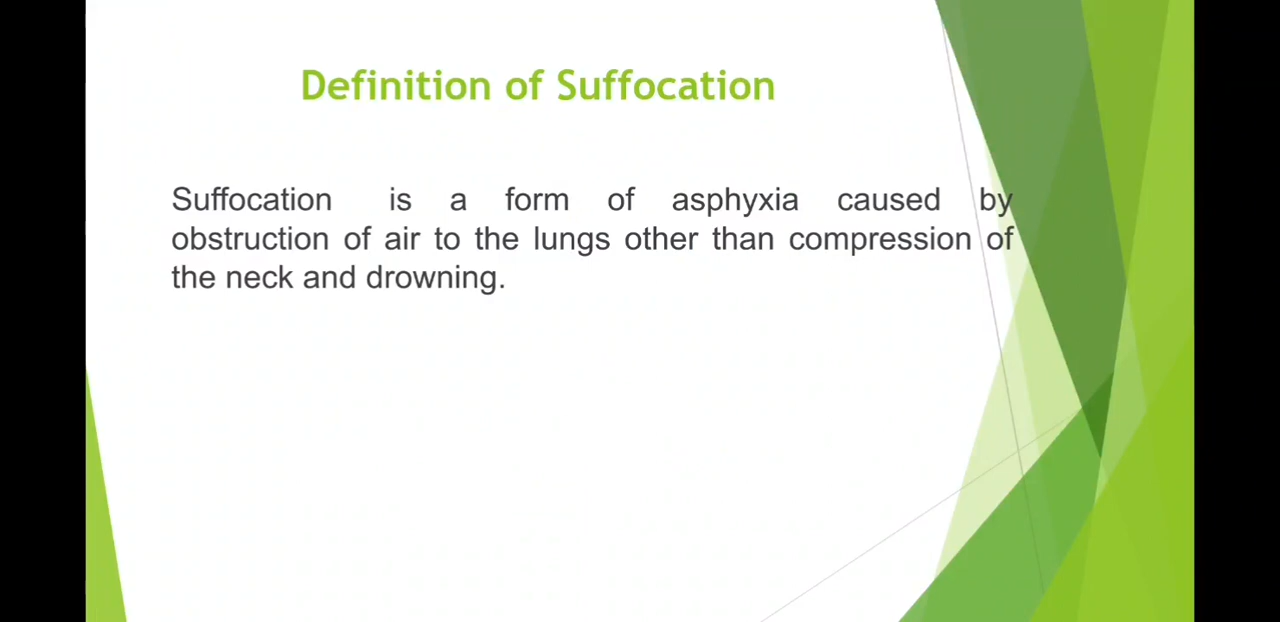 Definition of Suffocation
Suffocation is a form of asphyxia caused by
obstruction of air to the lungs other than compression of
the neck and drowning.